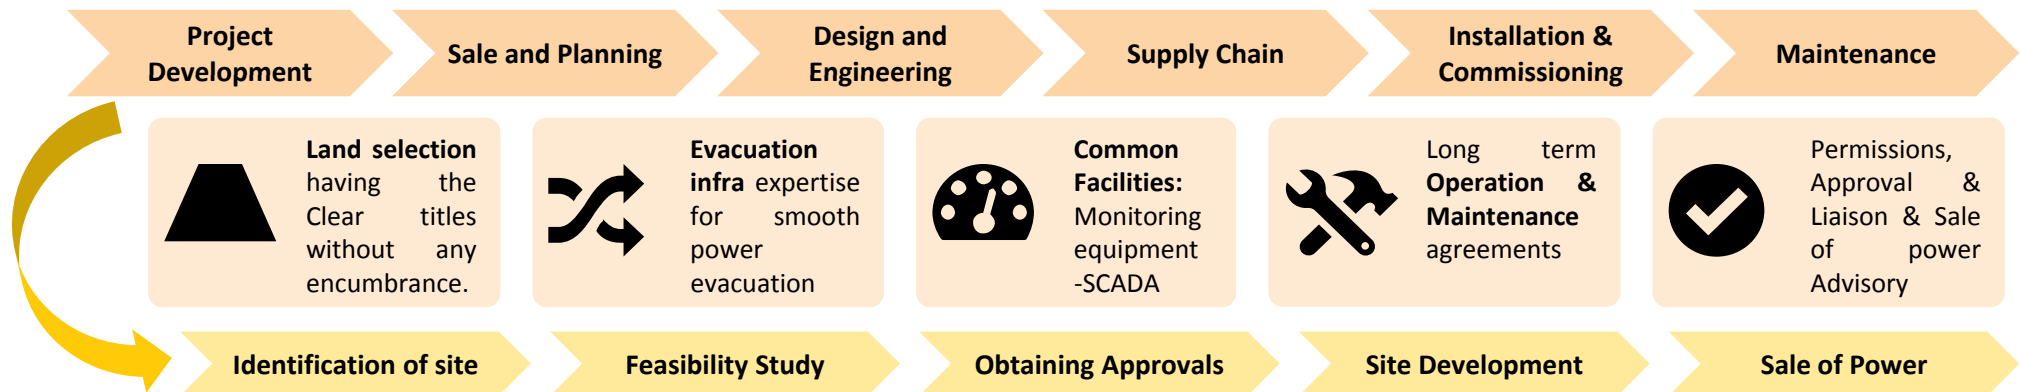 Project
Development
Sale and Planning
Design and
Engineering
Supply Chain
Installation &
Commissioning
Maintenance
Land selection
having the
Clear titles
without any
encumbrance.
Evacuation
infra expertise
for smooth
power
evacuation
Common
Facilities:
Monitoring
equipment
-SCADA
Long term
Operation &
Maintenance
agreements
Permissions,
Approval &
Liaison & Sale
of power
Advisory
Identification of site
Feasibility Study
Obtaining Approvals
Site Development
Sale of Power